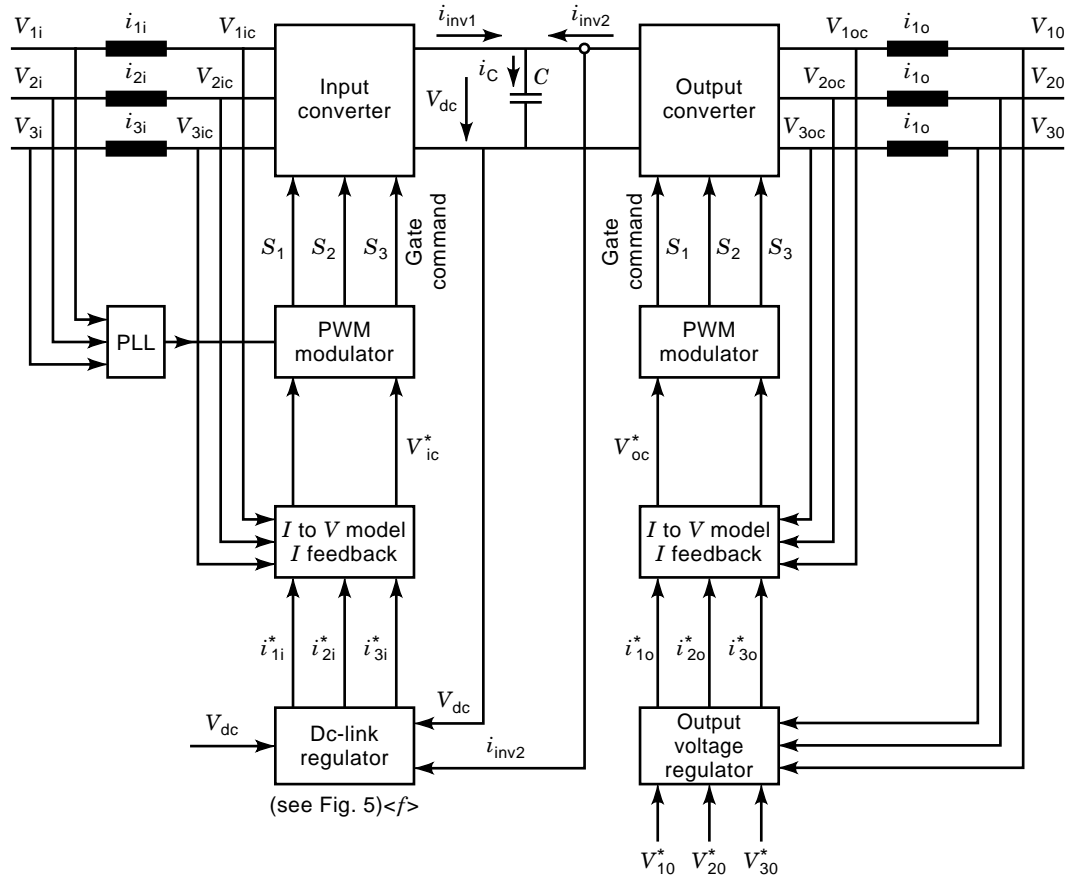 i inv1 i inv2
V1i i1i V1ic V1oc i1o V10
V2i i2i V2ic iC C V2oc i1o V20
Input converter Vdc Output converter
V3i i3i V3ic V3oc i1o V30
S1 S2 S3 Gate command
Gate command S1 S2 S3
PLL
PWM modulator
PWM modulator
V*ic
V*oc
I to V model
I feedback
I to V model
I feedback
i*1i i*2i i*3i
i*1o i*2o i*3o
Vdc
Dc-link
regulator
Vdc
i inv2
Output
voltage
regulator
(see Fig. 5)<f>
V*10 V*20 V*30